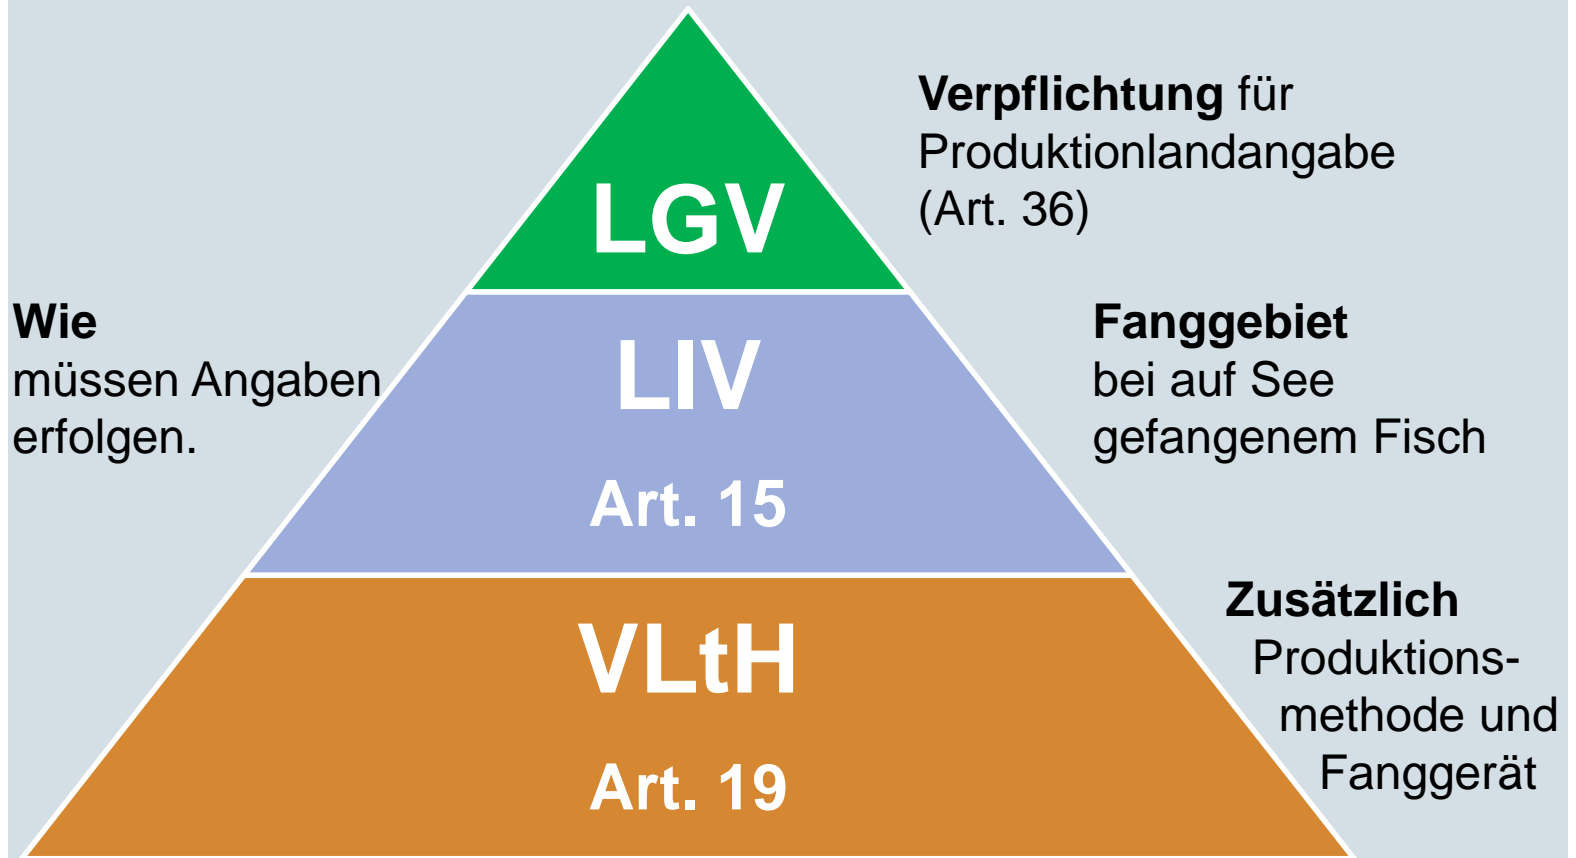 Verpflichtung für
Produktionlandangabe
(Art. 36)
LGV
Wie
müssen Angaben
erfolgen.
LIV
Art. 15
Fanggebiet
bei auf See
gefangenem Fisch
VLtH
Art. 19
Zusätzlich
Produktions-
methode und
Fanggerät